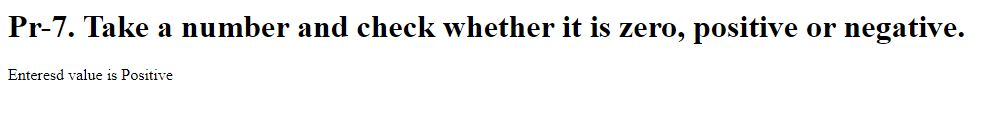 Pr-7. Take a number and check whether it is zero, positive or negative.
Enteresd value is Positive